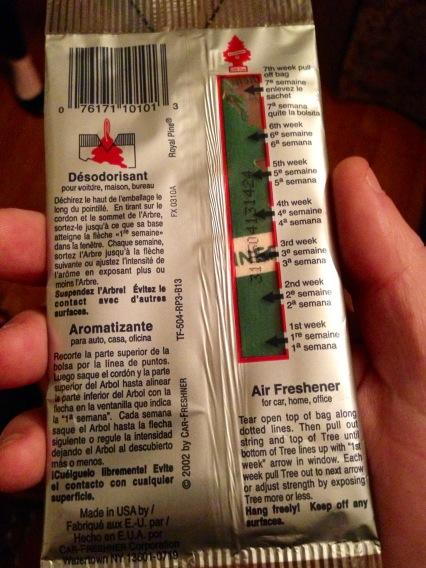 0 76171 10101 3
Royal Pine®
FX 0310A
TF-504-RP3-B13
© 2002 by CAR-FRESHNER
Désodorisant
pour voiture, maison, bureau
Déchirez le haut de l'emballage le
long du pointillé. En tirant sur le
cordon et le sommet de l'Arbre,
sortez-le jusqu'à ce que sa base
atteigne la flèche «1re semaine»
dans la fenêtre. Chaque semaine,
sortez l'Arbre jusqu'à la flèche
suivante ou ajustez l'intensité de
l'arôme en exposant plus ou
moins l'Arbre.
Suspendez l'Arbre! Évitez le
contact avec d'autres
surfaces.
Aromatizante
para auto, casa, oficina
Recorte la parte superior de la
bolsa por la línea de puntos.
Luego saque el cordón y la parte
superior del Arbol hasta alinear
la parte inferior del Arbol con la
flecha en la ventanilla que indica
la "1ª semana". Cada semana
saque el Arbol hasta la flecha
siguiente o regule la intensidad
dejando el Arbol al descubierto
más o menos.
¡Cuélguelo libremente! Evite
el contacto con cualquier
superficie.
Made in USA by /
Fabriqué aux É.-U. par /
Hecho en E.U.A. por
CAR-FRESHNER Corporation
Watertown NY 13601-0719
7th week pull
off bag
7e semaine
enlevez le
sachet
7ª semana
quite la bolsita
6th week
6e semaine
6ª semana
5th week
5e semaine
5ª semana
4th week
4e semaine
4ª semana
3rd week
3e semaine
3ª semana
2nd week
2e semaine
2ª semana
1st week
1re semaine
1ª semana
Air Freshener
for car, home, office
Tear open top of bag along
dotted lines. Then pull out
string and top of Tree until
bottom of Tree lines up with "1st
week" arrow in window. Each
week pull Tree out to next arrow
or adjust strength by exposing
Tree more or less.
Hang freely! Keep off any
surfaces.